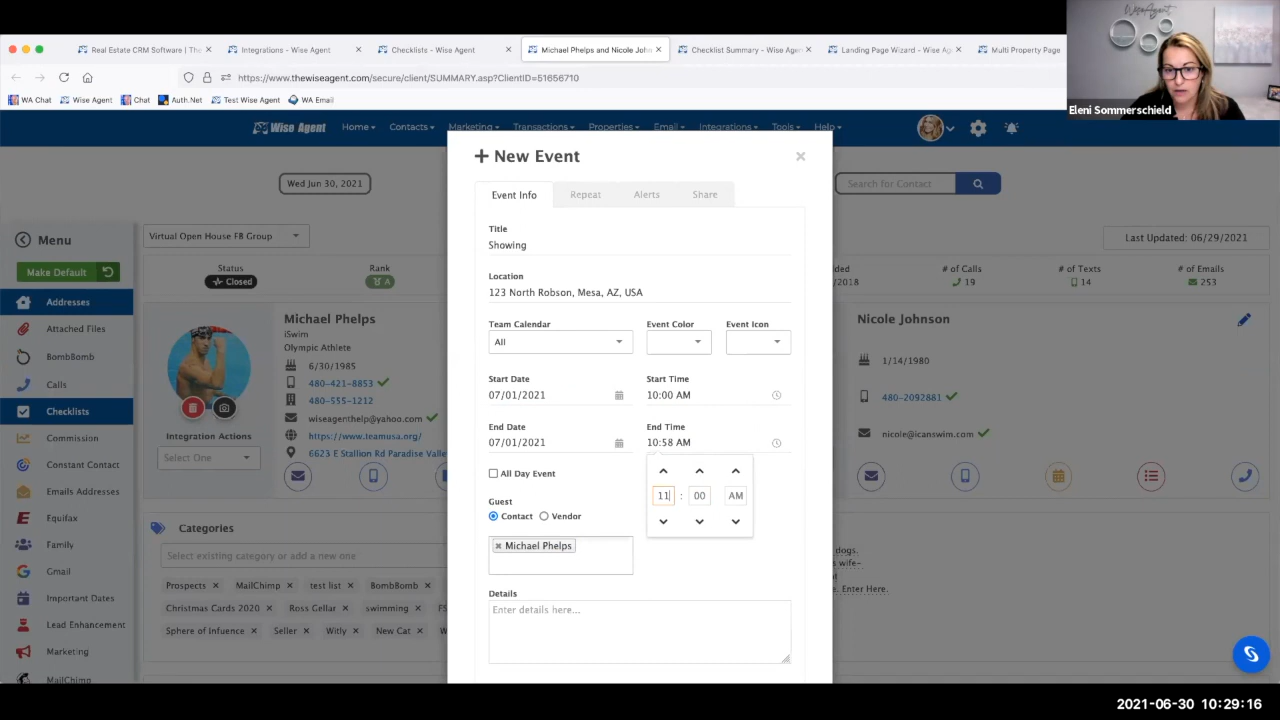 WiseAgent
Real Estate CRM Software | The
Integrations - Wise Agent
Checklists - Wise Agent
Michael Phelps and Nicole John
Checklist Summary - Wise Agen
Landing Page Wizard - Wise Ag
Multi Property Page
https://www.thewiseagent.com/secure/client/SUMMARY.asp?ClientID=51656710
WA Chat
Wise Agent
Chat
Auth.Net
Test Wise Agent
WA Email
Eleni Sommerschield
Wise Agent
Home
Contacts
Marketing
Transactions
Properties
Email
Integrations
Tools
Help
+ New Event
Wed Jun 30, 2021
Search for Contact
Event Info
Repeat
Alerts
Share
Menu
Virtual Open House FB Group
Last Updated: 06/29/2021
Title
Showing
Make Default
Status
Closed
Rank
A
Location
123 North Robson, Mesa, AZ, USA
ded
/2018
# of Calls
19
# of Texts
14
# of Emails
253
Addresses
Attached Files
BombBomb
Calls
Checklists
Commission
Constant Contact
Emails Addresses
Equifax
Family
Gmail
Important Dates
Lead Enhancement
Marketing
MailChimp
Michael Phelps
iSwim
Olympic Athlete
6/30/1985
480-421-8853
480-555-1212
wiseagenthelp@yahoo.com
https://www.teamusa.org/
6623 E Stallion Rd Paradise Valley
Integration Actions
Select One
Team Calendar
All
Event Color
Event Icon
Start Date
07/01/2021
Start Time
10:00 AM
End Date
07/01/2021
End Time
10:58 AM
All Day Event
11 : 00 AM
Guest
Contact
Vendor
Michael Phelps
Details
Enter details here...
Nicole Johnson
1/14/1980
480-2092881
nicole@icanswim.com
Categories
Select existing category or add a new one
Prospects
MailChimp
test list
BombBomb
Christmas Cards 2020
Ross Gellar
swimming
Sphere of Infuence
Seller
Witly
New Cat
dogs.
s wife-
e. Enter Here.
2021-06-30 10:29:16